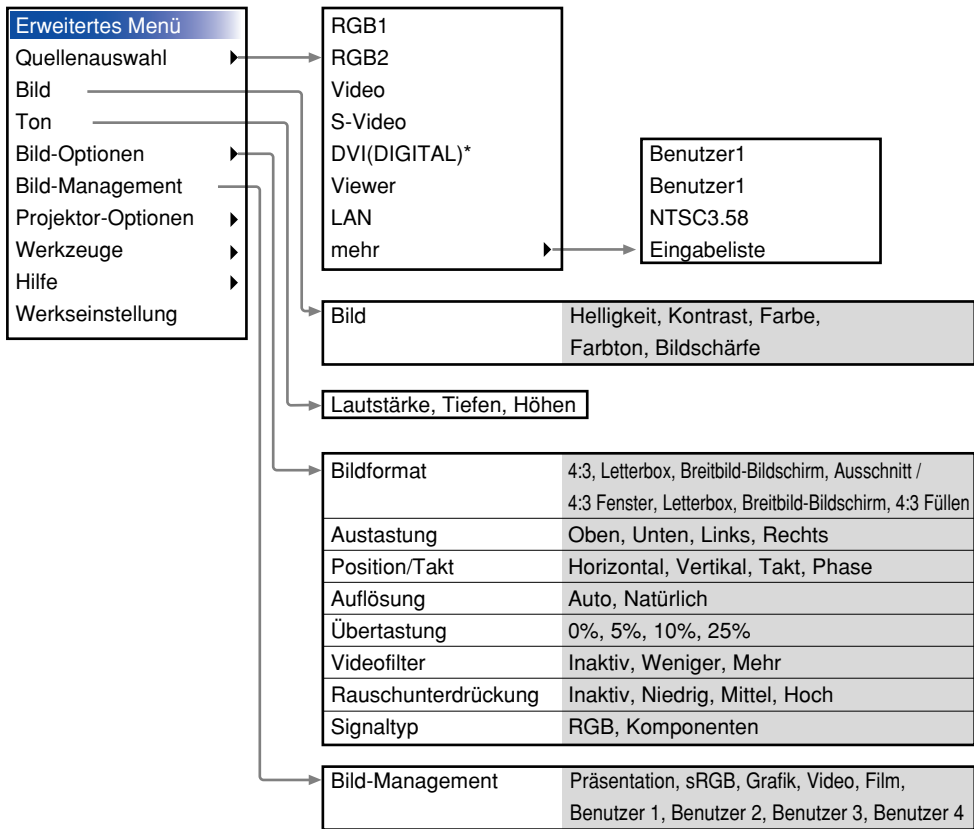 Erweitertes Menü
Quellenauswahl
Bild
Ton
Bild-Optionen
Bild-Management
Projektor-Optionen
Werkzeuge
Hilfe
Werkseinstellung
RGB1
RGB2
Video
S-Video
DVI(DIGITAL)*
Viewer
LAN
mehr
Benutzer1
Benutzer1
NTSC3.58
Eingabeliste
Bild
Helligkeit, Kontrast, Farbe,
Farbton, Bildschärfe
Lautstärke, Tiefen, Höhen
Bildformat
4:3, Letterbox, Breitbild-Bildschirm, Ausschnitt /
4:3 Fenster, Letterbox, Breitbild-Bildschirm, 4:3 Füllen
Austastung
Oben, Unten, Links, Rechts
Position/Takt
Horizontal, Vertikal, Takt, Phase
Auflösung
Auto, Natürlich
Übertastung
0%, 5%, 10%, 25%
Videofilter
Inaktiv, Weniger, Mehr
Rauschunterdrückung
Inaktiv, Niedrig, Mittel, Hoch
Signaltyp
RGB, Komponenten
Bild-Management
Präsentation, sRGB, Grafik, Video, Film,
Benutzer 1, Benutzer 2, Benutzer 3, Benutzer 4